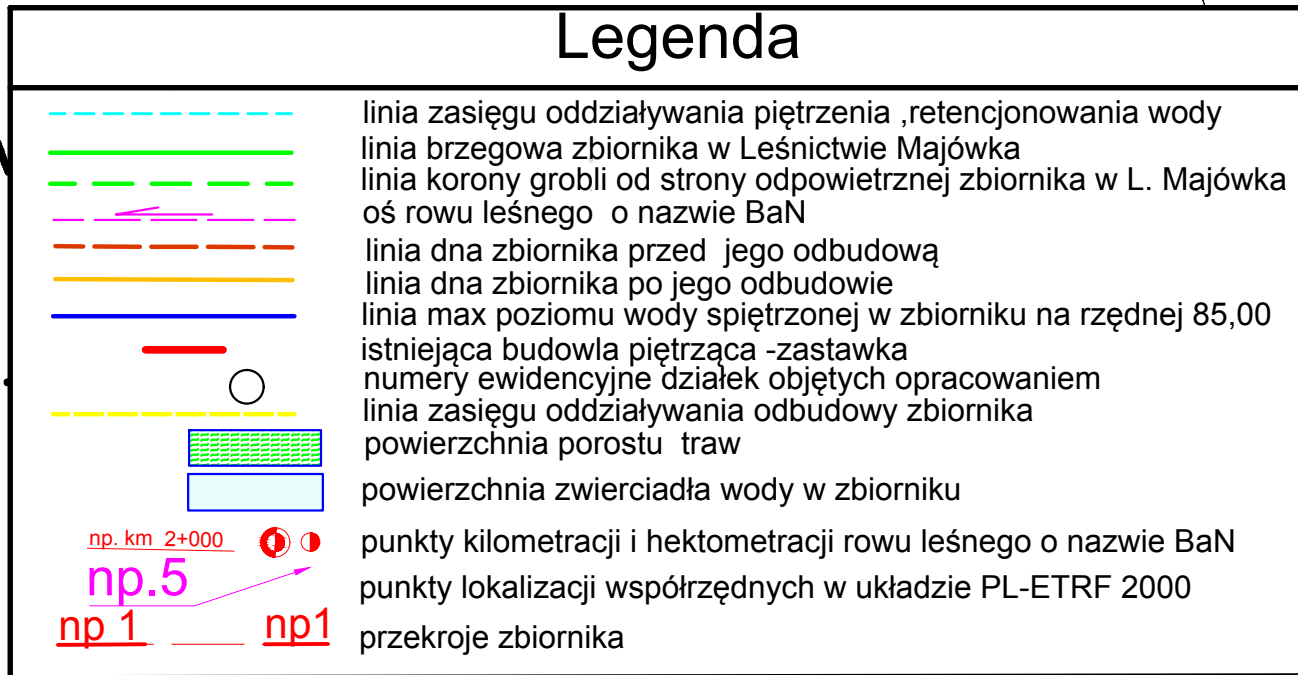 Legenda
linia zasięgu oddziaływania piętrzenia ,retencjonowania wody
linia brzegowa zbiornika w Leśnictwie Majówka
linia korony grobli od strony odpowietrznej zbiornika w L. Majówka
oś rowu leśnego o nazwie BaN
linia dna zbiornika przed jego odbudową
linia dna zbiornika po jego odbudowie
linia max poziomu wody spiętrzonej w zbiorniku na rzędnej 85,00
istniejąca budowla piętrząca -zastawka
numery ewidencyjne działek objętych opracowaniem
linia zasięgu oddziaływania odbudowy zbiornika
powierzchnia porostu traw
powierzchnia zwierciadła wody w zbiorniku
np. km 2+000 punkty kilometracji i hektometracji rowu leśnego o nazwie BaN
np.5 punkty lokalizacji współrzędnych w układzie PL-ETRF 2000
np 1 np1 przekroje zbiornika